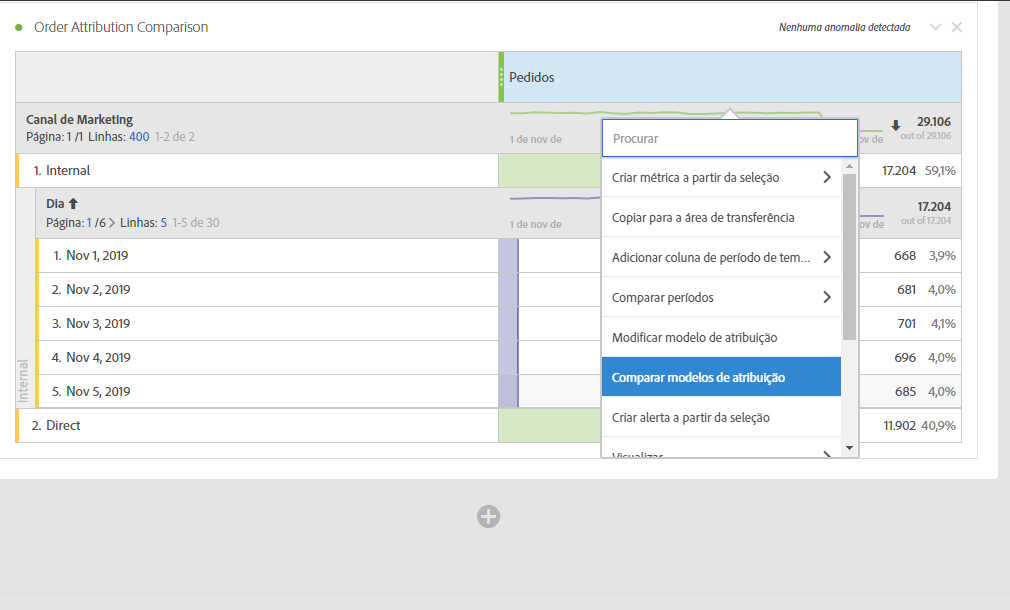 Order Attribution Comparison
Nenhuma anomalia detectada
Pedidos
Canal de Marketing
Página: 1 /1 Linhas: 400 1-2 de 2
1 de nov de
ov de
29.106
out of 29.106
1. Internal
17.204 59,1%
Dia
Página: 1 /6 Linhas: 5 1-5 de 30
1 de nov de
ov de
17.204
out of 17.204
1. Nov 1, 2019
668 3,9%
2. Nov 2, 2019
681 4,0%
3. Nov 3, 2019
701 4,1%
4. Nov 4, 2019
696 4,0%
5. Nov 5, 2019
685 4,0%
Internal
2. Direct
11.902 40,9%
Procurar
Criar métrica a partir da seleção
Copiar para a área de transferência
Adicionar coluna de período de tem...
Comparar períodos
Modificar modelo de atribuição
Comparar modelos de atribuição
Criar alerta a partir da seleção
Visualizar